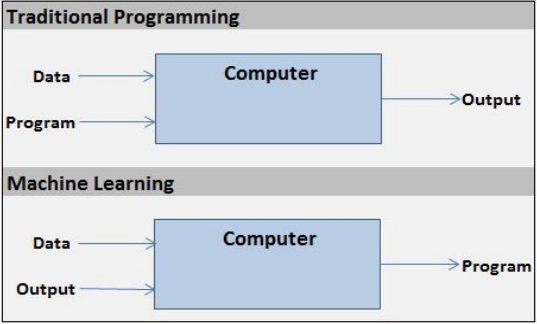 Traditional Programming
Data
Computer
Program
Output
Machine Learning
Data
Computer
Output
Program